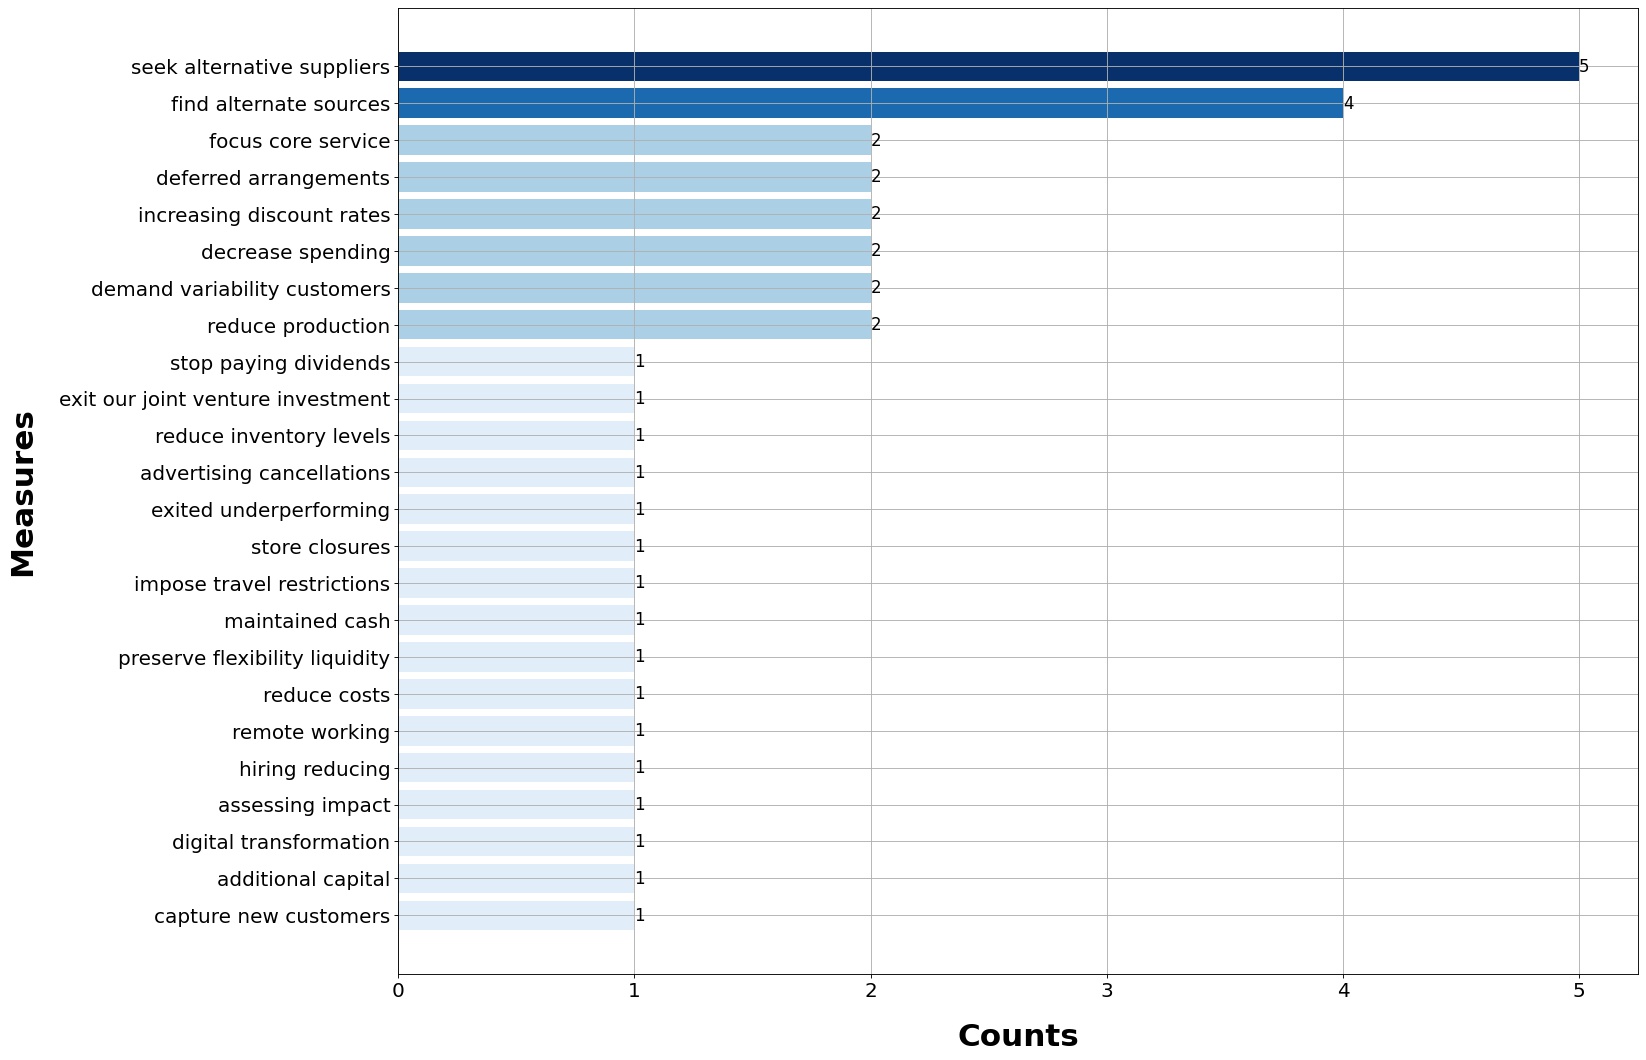 seek alternative suppliers 5
find alternate sources 4
focus core service 2
deferred arrangements 2
increasing discount rates 2
decrease spending 2
demand variability customers 2
reduce production 2
stop paying dividends 1
exit our joint venture investment 1
reduce inventory levels 1
advertising cancellations 1
exited underperforming 1
store closures 1
impose travel restrictions 1
maintained cash 1
preserve flexibility liquidity 1
reduce costs 1
remote working 1
hiring reducing 1
assessing impact 1
digital transformation 1
additional capital 1
capture new customers 1
Measures
0 1 2 3 4 5
Counts